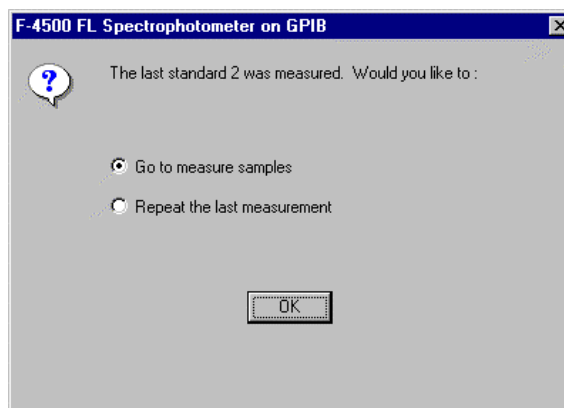 F-4500 FL Spectrophotometer on GPIB
The last standard 2 was measured. Would you like to :
Go to measure samples
Repeat the last measurement
OK